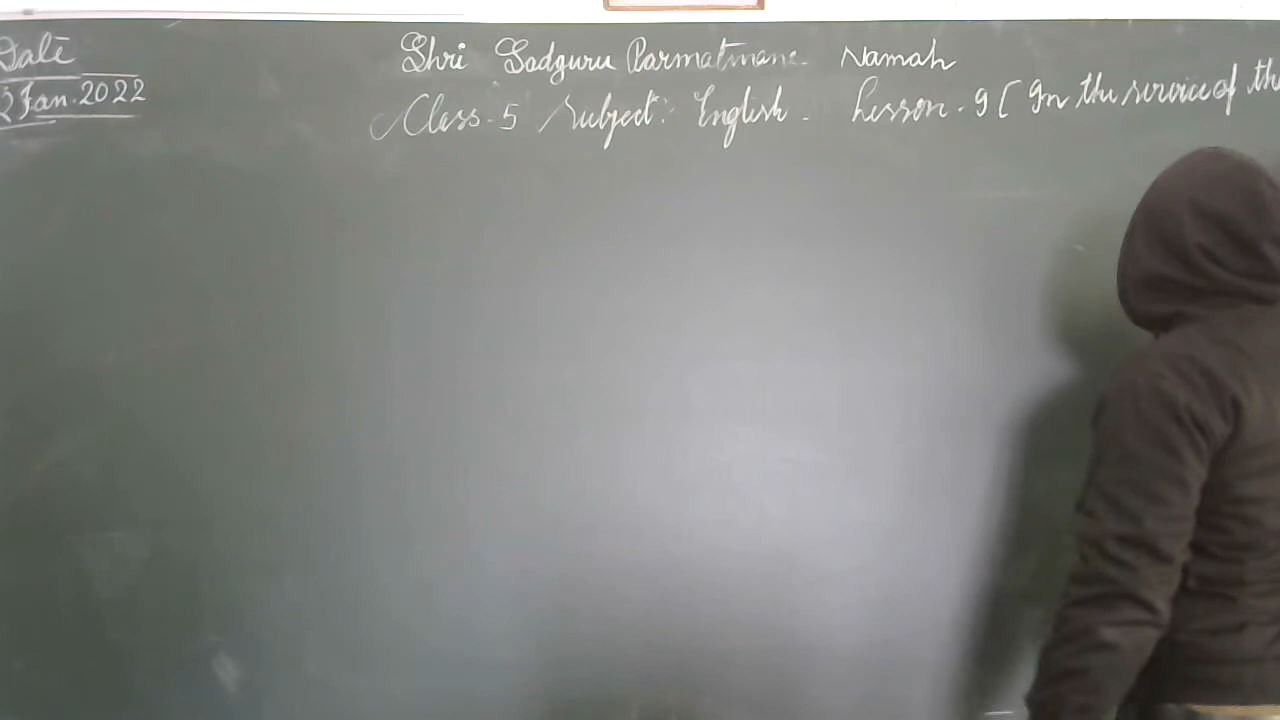 Date
2 Jan. 2022
Shri Sadguru Parmatmane Namah
Class. 5 Subject: English. Lesson. 9 ( In the service of the